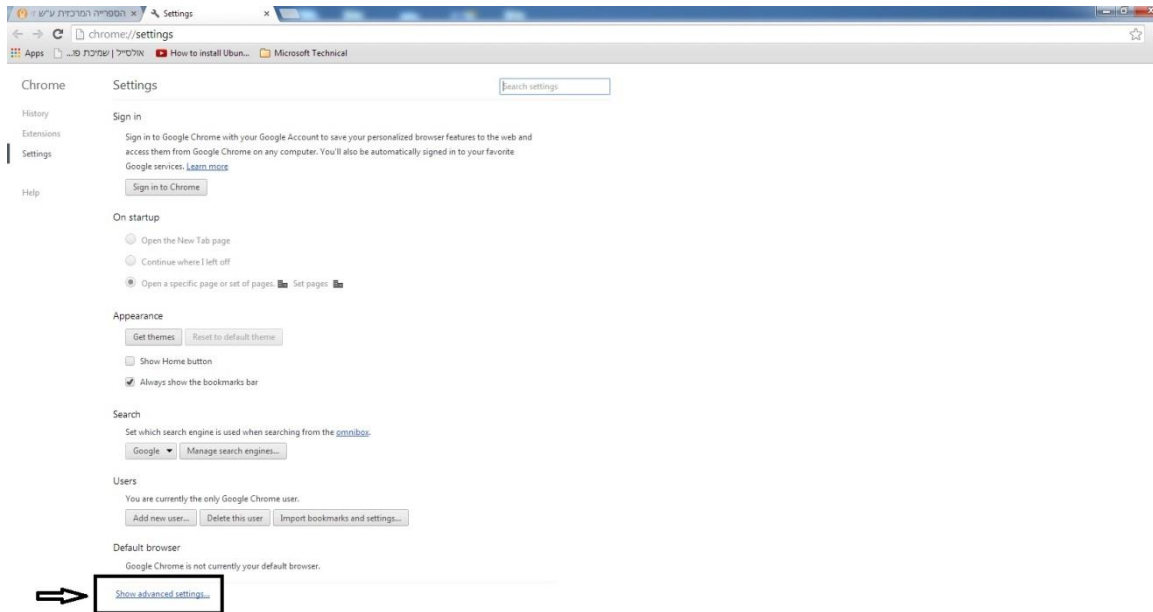 הספרייה המרכזית ע"ש
Settings
chrome://settings
Apps
אולסייל | שמיכת פו...
How to install Ubun...
Microsoft Technical
Chrome
Settings
Search settings
History
Extensions
Settings
Help
Sign in
Sign in to Google Chrome with your Google Account to save your personalized browser features to the web and
access them from Google Chrome on any computer. You'll also be automatically signed in to your favorite
Google services. Learn more
Sign in to Chrome
On startup
Open the New Tab page
Continue where I left off
Open a specific page or set of pages. Set pages
Appearance
Get themes Reset to default theme
Show Home button
Always show the bookmarks bar
Search
Set which search engine is used when searching from the omnibox.
Google Manage search engines...
Users
You are currently the only Google Chrome user.
Add new user... Delete this user Import bookmarks and settings...
Default browser
Google Chrome is not currently your default browser.
Show advanced settings...